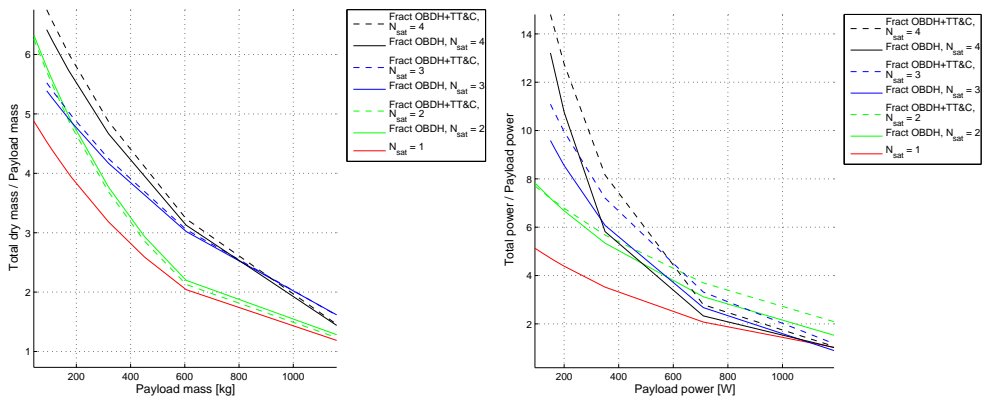 Total dry mass / Payload mass
6
5
4
3
2
1
200
400
600
800
1000
Payload mass [kg]
Fract OBDH+TT&C,
N_sat = 4
Fract OBDH, N_sat = 4
Fract OBDH+TT&C,
N_sat = 3
Fract OBDH, N_sat = 3
Fract OBDH+TT&C,
N_sat = 2
Fract OBDH, N_sat = 2
N_sat = 1
Total power / Payload power
14
12
10
8
6
4
2
200
400
600
800
1000
Payload power [W]
Fract OBDH+TT&C,
N_sat = 4
Fract OBDH, N_sat = 4
Fract OBDH+TT&C,
N_sat = 3
Fract OBDH, N_sat = 3
Fract OBDH+TT&C,
N_sat = 2
Fract OBDH, N_sat = 2
N_sat = 1